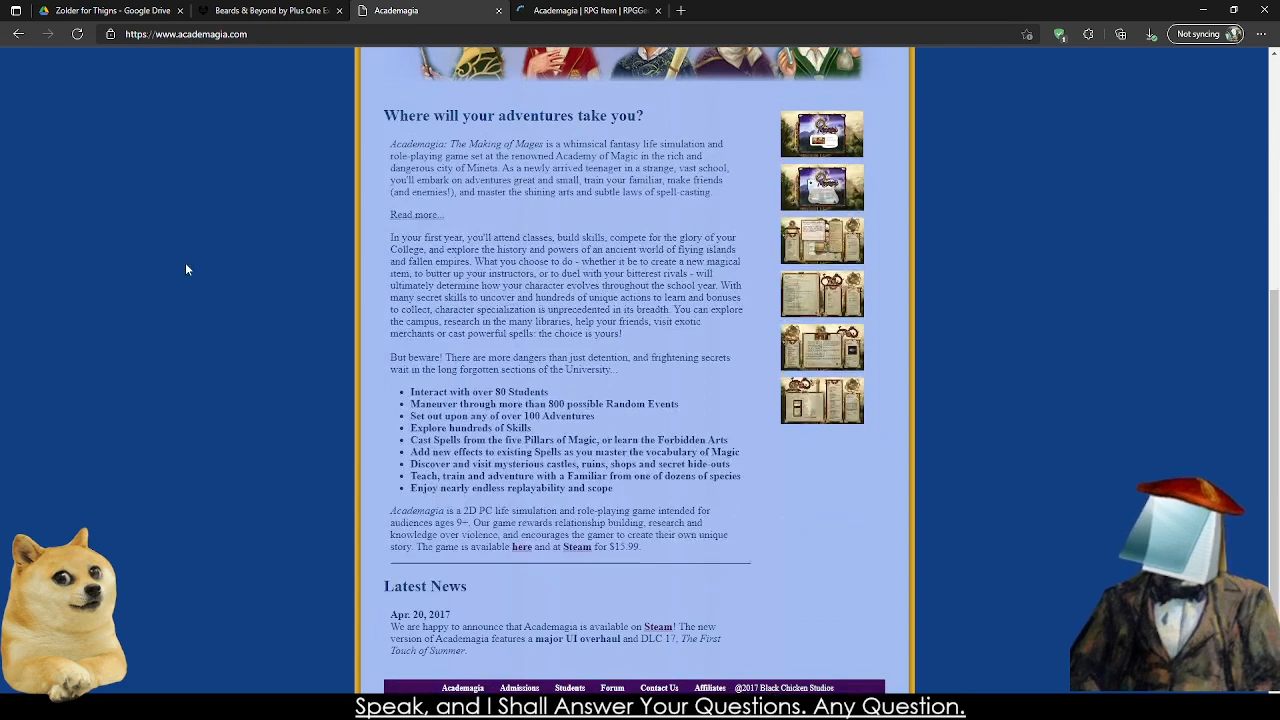 Zolder for Thigns - Google Drive
Beards & Beyond by Plus One E
Academagia
Academagia | RPG Item | RPGGe
https://www.academagia.com
Not syncing
Where will your adventures take you?
Academagia: The Making of Mages is a whimsical fantasy life simulation and
role-playing game set at the renowned Academy of Magic in the rich and
dangerous city of Mineta. As a newly arrived teenager in a strange, vast school,
you'll embark on adventures great and small, train your familiar, make friends
(and enemies!), and master the shining arts and subtle laws of spell-casting.
Read more...
In your first year, you'll attend classes, build skills, compete for the glory of your
College, and explore the history and powers of an ancient world of flying islands
and fallen empires. What you choose to do - whether it be to create a new magical
item, to butter up your instructors, or to duel with your bitterest rivals - will
ultimately determine how your character evolves throughout the school year. With
many secret skills to uncover and hundreds of unique actions to learn and bonuses
to collect, character specialization is unprecedented in its breadth. You can explore
the campus, research in the many libraries, help your friends, visit exotic
merchants or cast powerful spells: the choice is yours!
But beware! There are more dangers than just detention, and frightening secrets
wait in the long forgotten sections of the University...
• Interact with over 80 Students
• Maneuver through more than 800 possible Random Events
• Set out upon any of over 100 Adventures
• Explore hundreds of Skills
• Cast Spells from the five Pillars of Magic, or learn the Forbidden Arts
• Add new effects to existing Spells as you master the vocabulary of Magic
• Discover and visit mysterious castles, ruins, shops and secret hide-outs
• Teach, train and adventure with a Familiar from one of dozens of species
• Enjoy nearly endless replayability and scope
Academagia is a 2D PC life simulation and role-playing game intended for
audiences ages 9+. Our game rewards relationship building, research and
knowledge over violence, and encourages the gamer to create their own unique
story. The game is available here and at Steam for $15.99.
Latest News
Apr. 20, 2017
We are happy to announce that Academagia is available on Steam! The new
version of Academagia features a major UI overhaul and DLC 17, The First
Touch of Summer.
Academagia Admissions Students Forum Contact Us Affiliates @2017 Black Chicken Studios
Speak, and I Shall Answer Your Questions. Any Question.